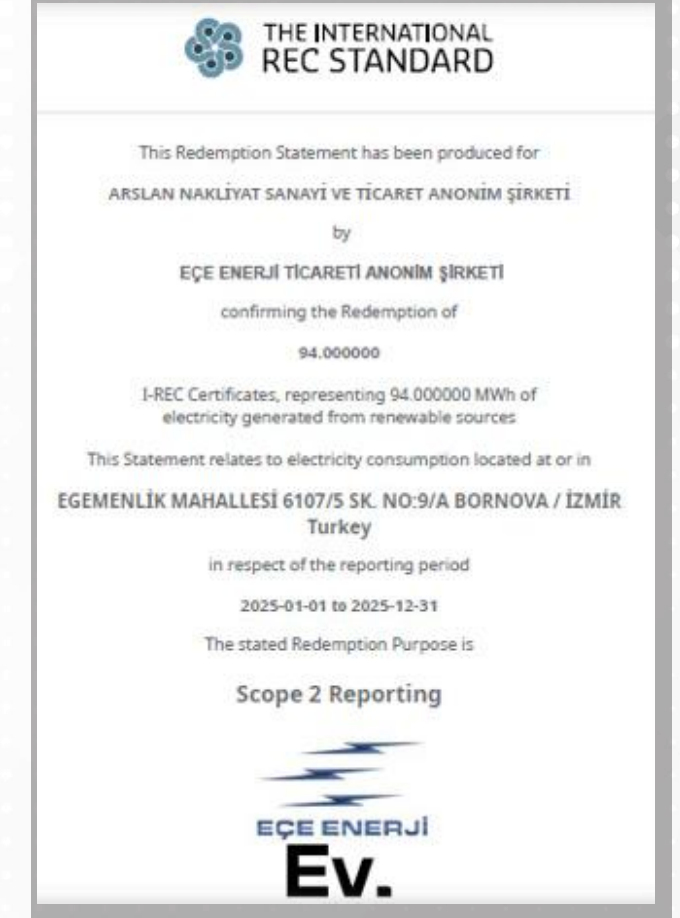 THE INTERNATIONAL
REC STANDARD
This Redemption Statement has been produced for
ARSLAN NAKLİYAT SANAYİ VE TİCARET ANONİM ŞİRKETİ
by
EÇE ENERJİ TİCARETİ ANONİM ŞİRKETİ
confirming the Redemption of
94.000000
I-REC Certificates, representing 94.000000 MWh of
electricity generated from renewable sources
This Statement relates to electricity consumption located at or in
EGEMENLİK MAHALLESİ 6107/5 SK. NO:9/A BORNOVA / İZMİR
Turkey
in respect of the reporting period
2025-01-01 to 2025-12-31
The stated Redemption Purpose is
Scope 2 Reporting
EÇE ENERJİ
Ev.